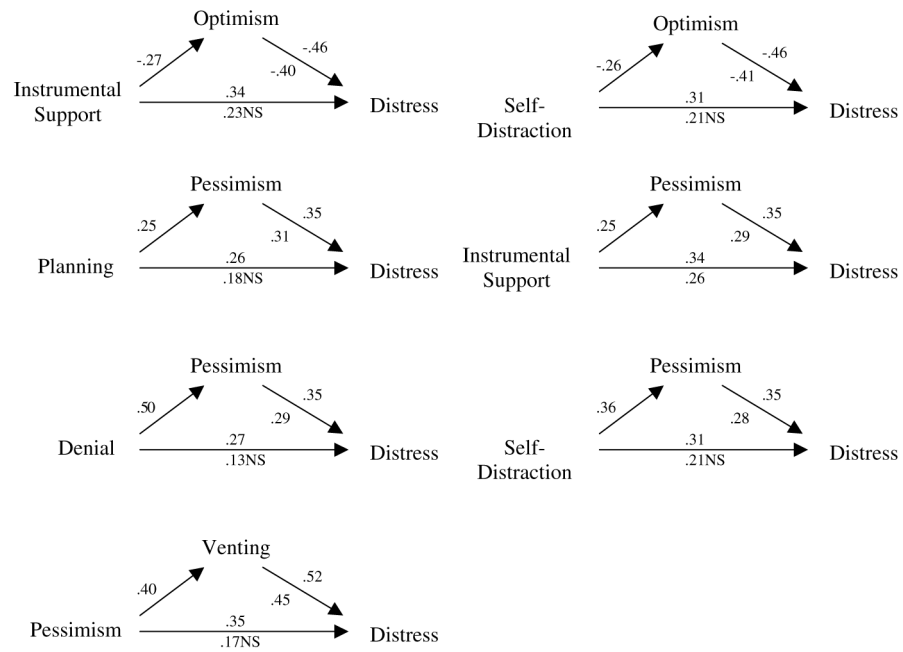 Optimism
-.27
-.46
-.40
Instrumental
Support
.34
.23NS
Distress
Optimism
-.26
-.46
-.41
Self-
Distraction
.31
.21NS
Distress
Pessimism
.25
.35
.31
Planning
.26
.18NS
Distress
Pessimism
.25
.35
.29
Instrumental
Support
.34
.26
Distress
Pessimism
.50
.35
.29
Denial
.27
.13NS
Distress
Pessimism
.36
.35
.28
Self-
Distraction
.31
.21NS
Distress
Venting
.40
.52
.45
Pessimism
.35
.17NS
Distress